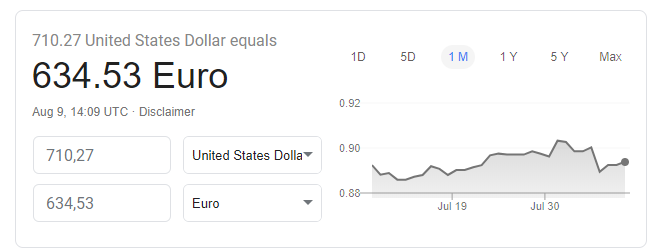 710.27 United States Dollar equals
634.53 Euro
Aug 9, 14:09 UTC · Disclaimer
710,27 United States Dolla
634,53 Euro
1D 5D 1 M 1 Y 5 Y Max
0.92
0.90
0.88
Jul 19 Jul 30